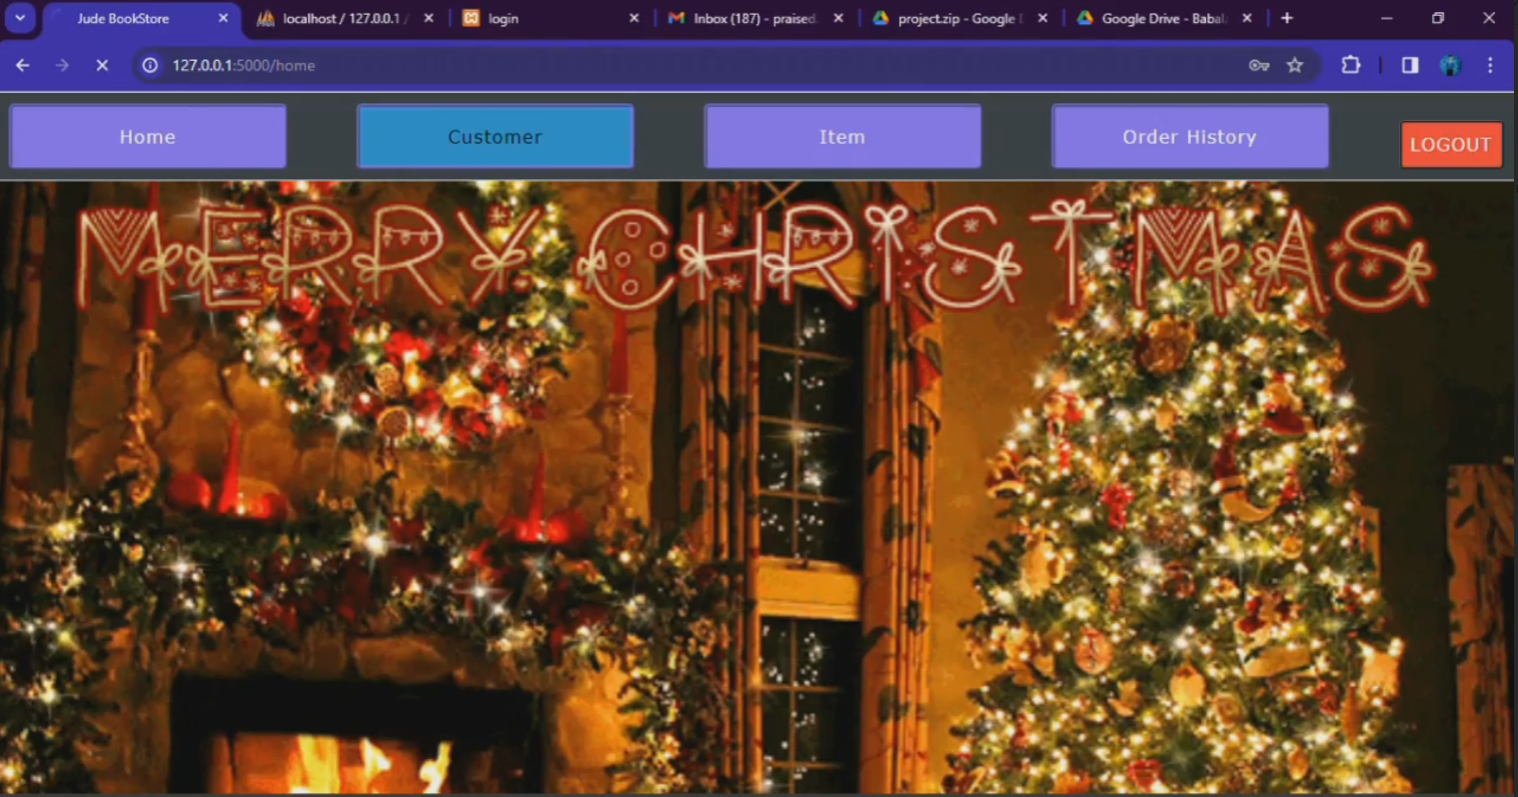 Jude BookStore
localhost / 127.0.0.1 /
login
Inbox (187) - praised.
project.zip - Google D
Google Drive - Babal
127.0.0.1:5000/home
Home
Customer
Item
Order History
LOGOUT
MERRY CHRISTMAS